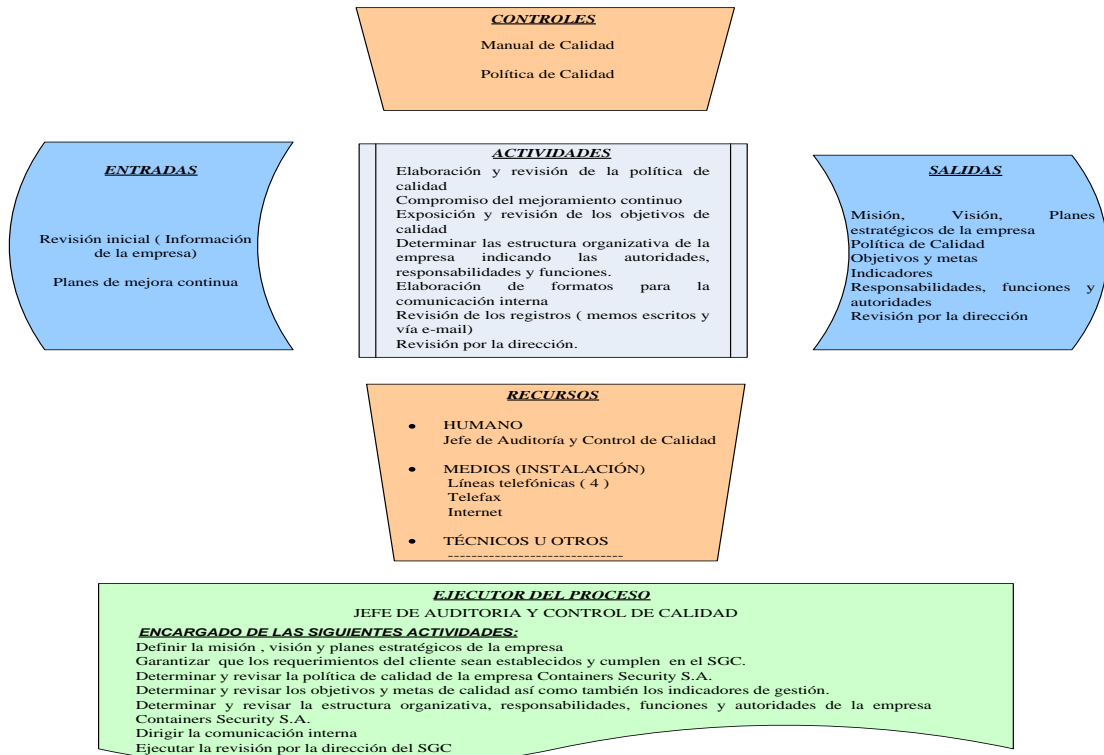 CONTROLES
Manual de Calidad
Política de Calidad
ENTRADAS
Revisión inicial ( Información
de la empresa)
Planes de mejora continua
ACTIVIDADES
Elaboración y revisión de la política de
calidad
Compromiso del mejoramiento continuo
Exposición y revisión de los objetivos de
calidad
Determinar las estructura organizativa de la
empresa indicando las autoridades,
responsabilidades y funciones.
Elaboración de formatos para la
comunicación interna
Revisión de los registros ( memos escritos y
vía e-mail)
Revisión por la dirección.
SALIDAS
Misión, Visión, Planes
estratégicos de la empresa
Política de Calidad
Objetivos y metas
Indicadores
Responsabilidades, funciones y
autoridades
Revisión por la dirección
RECURSOS
• HUMANO
Jefe de Auditoría y Control de Calidad
• MEDIOS (INSTALACIÓN)
Líneas telefónicas ( 4 )
Telefax
Internet
• TÉCNICOS U OTROS
------------------------------
EJECUTOR DEL PROCESO
JEFE DE AUDITORIA Y CONTROL DE CALIDAD
ENCARGADO DE LAS SIGUIENTES ACTIVIDADES:
Definir la misión , visión y planes estratégicos de la empresa
Garantizar que los requerimientos del cliente sean establecidos y cumplen en el SGC.
Determinar y revisar la política de calidad de la empresa Containers Security S.A.
Determinar y revisar los objetivos y metas de calidad así como también los indicadores de gestión.
Determinar y revisar la estructura organizativa, responsabilidades, funciones y autoridades de la empresa
Containers Security S.A.
Dirigir la comunicación interna
Ejecutar la revisión por la dirección del SGC